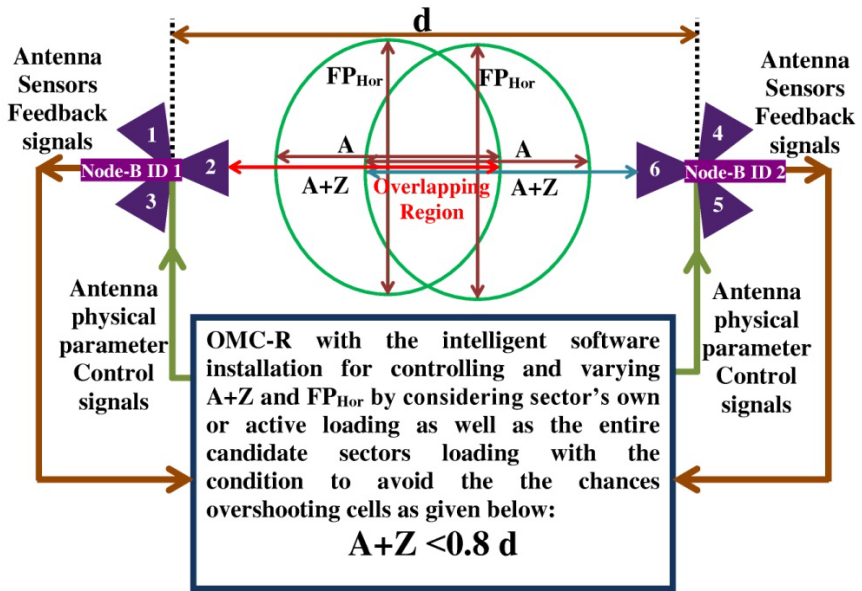 d
Antenna
Sensors
Feedback
signals
Antenna
Sensors
Feedback
signals
FPHor
FPHor
1
2
3
Node-B ID 1
4
5
6
Node-B ID 2
A
A
A+Z
Overlapping
Region
A+Z
Antenna
physical
parameter
Control
signals
Antenna
physical
parameter
Control
signals
OMC-R with the intelligent software
installation for controlling and varying
A+Z and FPHor by considering sector's own
or active loading as well as the entire
candidate sectors loading with the
condition to avoid the the chances
overshooting cells as given below:
A+Z <0.8 d